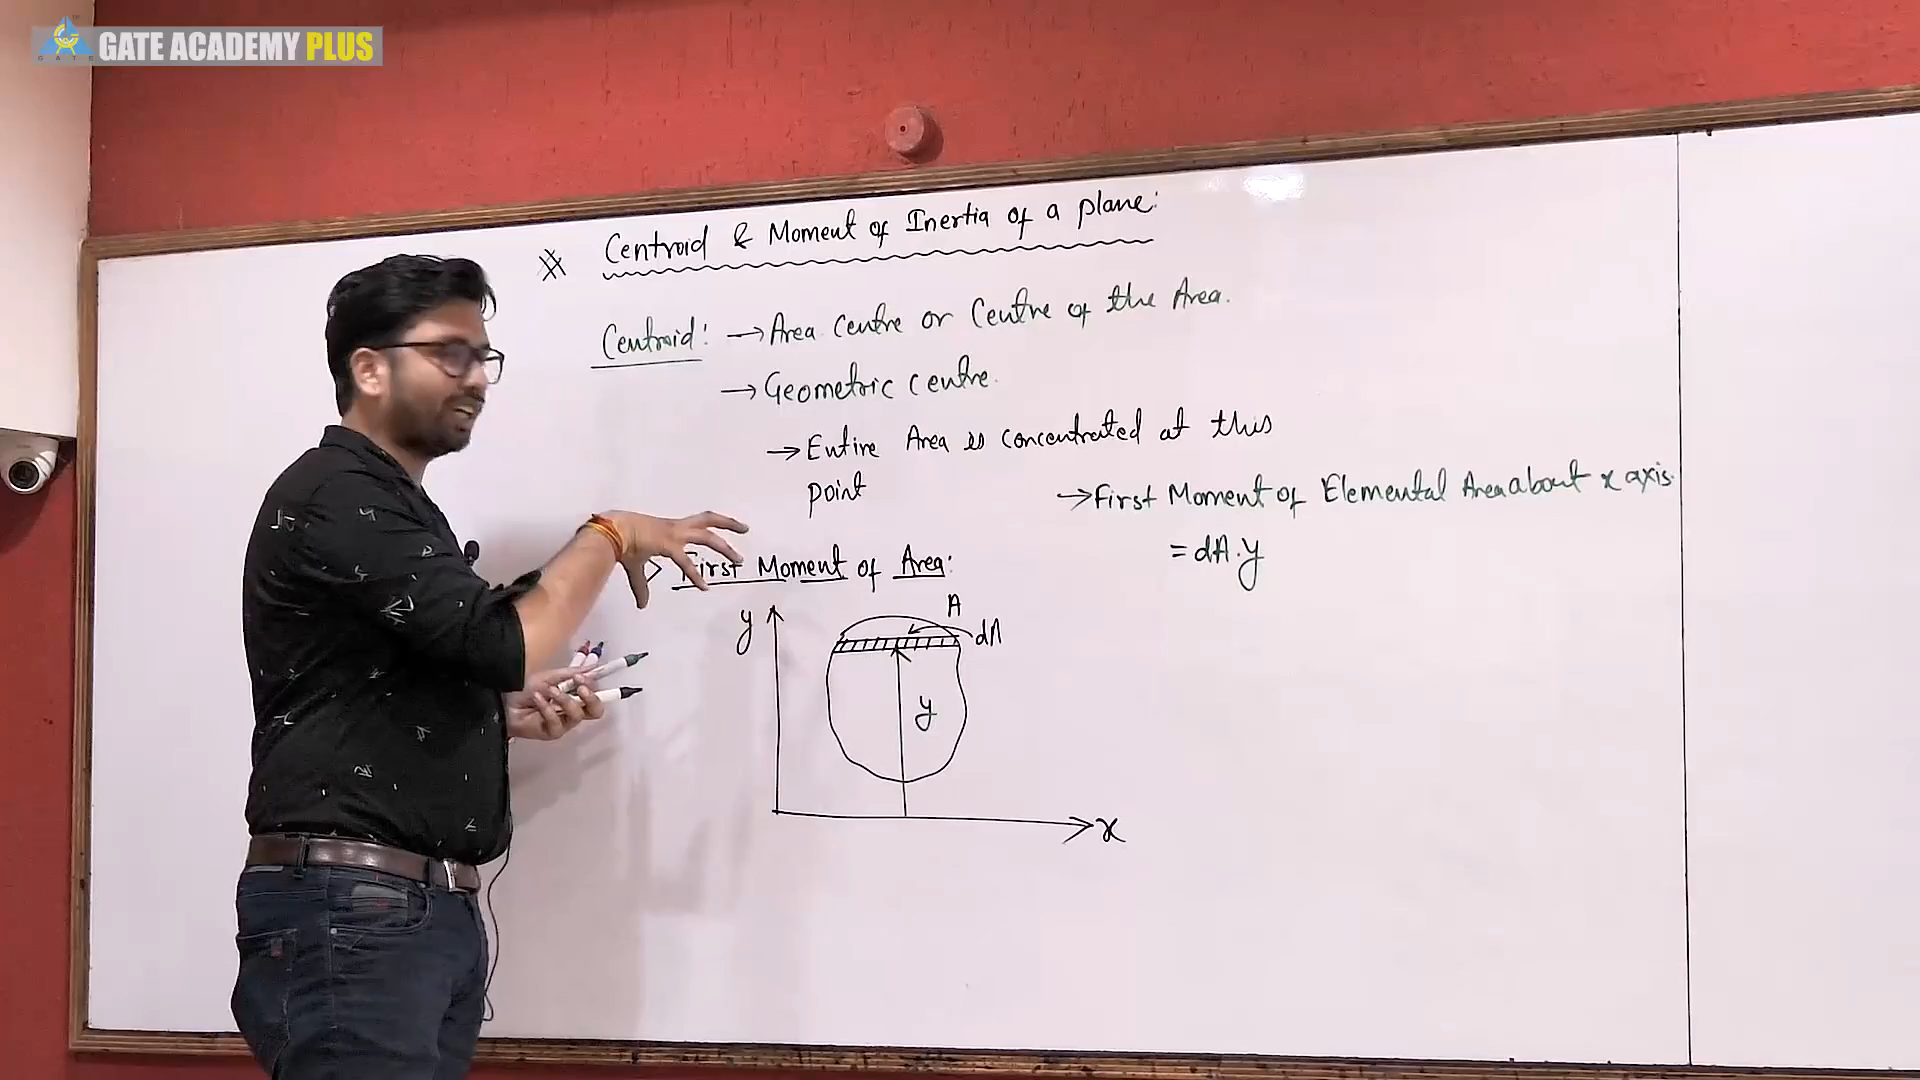 GATE ACADEMY PLUS
GATE
Centroid & Moment of Inertia of a plane:
Centroid: → Area Centre or Centre of the Area.
→ Geometric centre.
→ Entire Area is concentrated at this
point
→ First Moment of Elemental Area about x axis.
= dA.y
> First Moment of Area:
y
A
dA
y
x